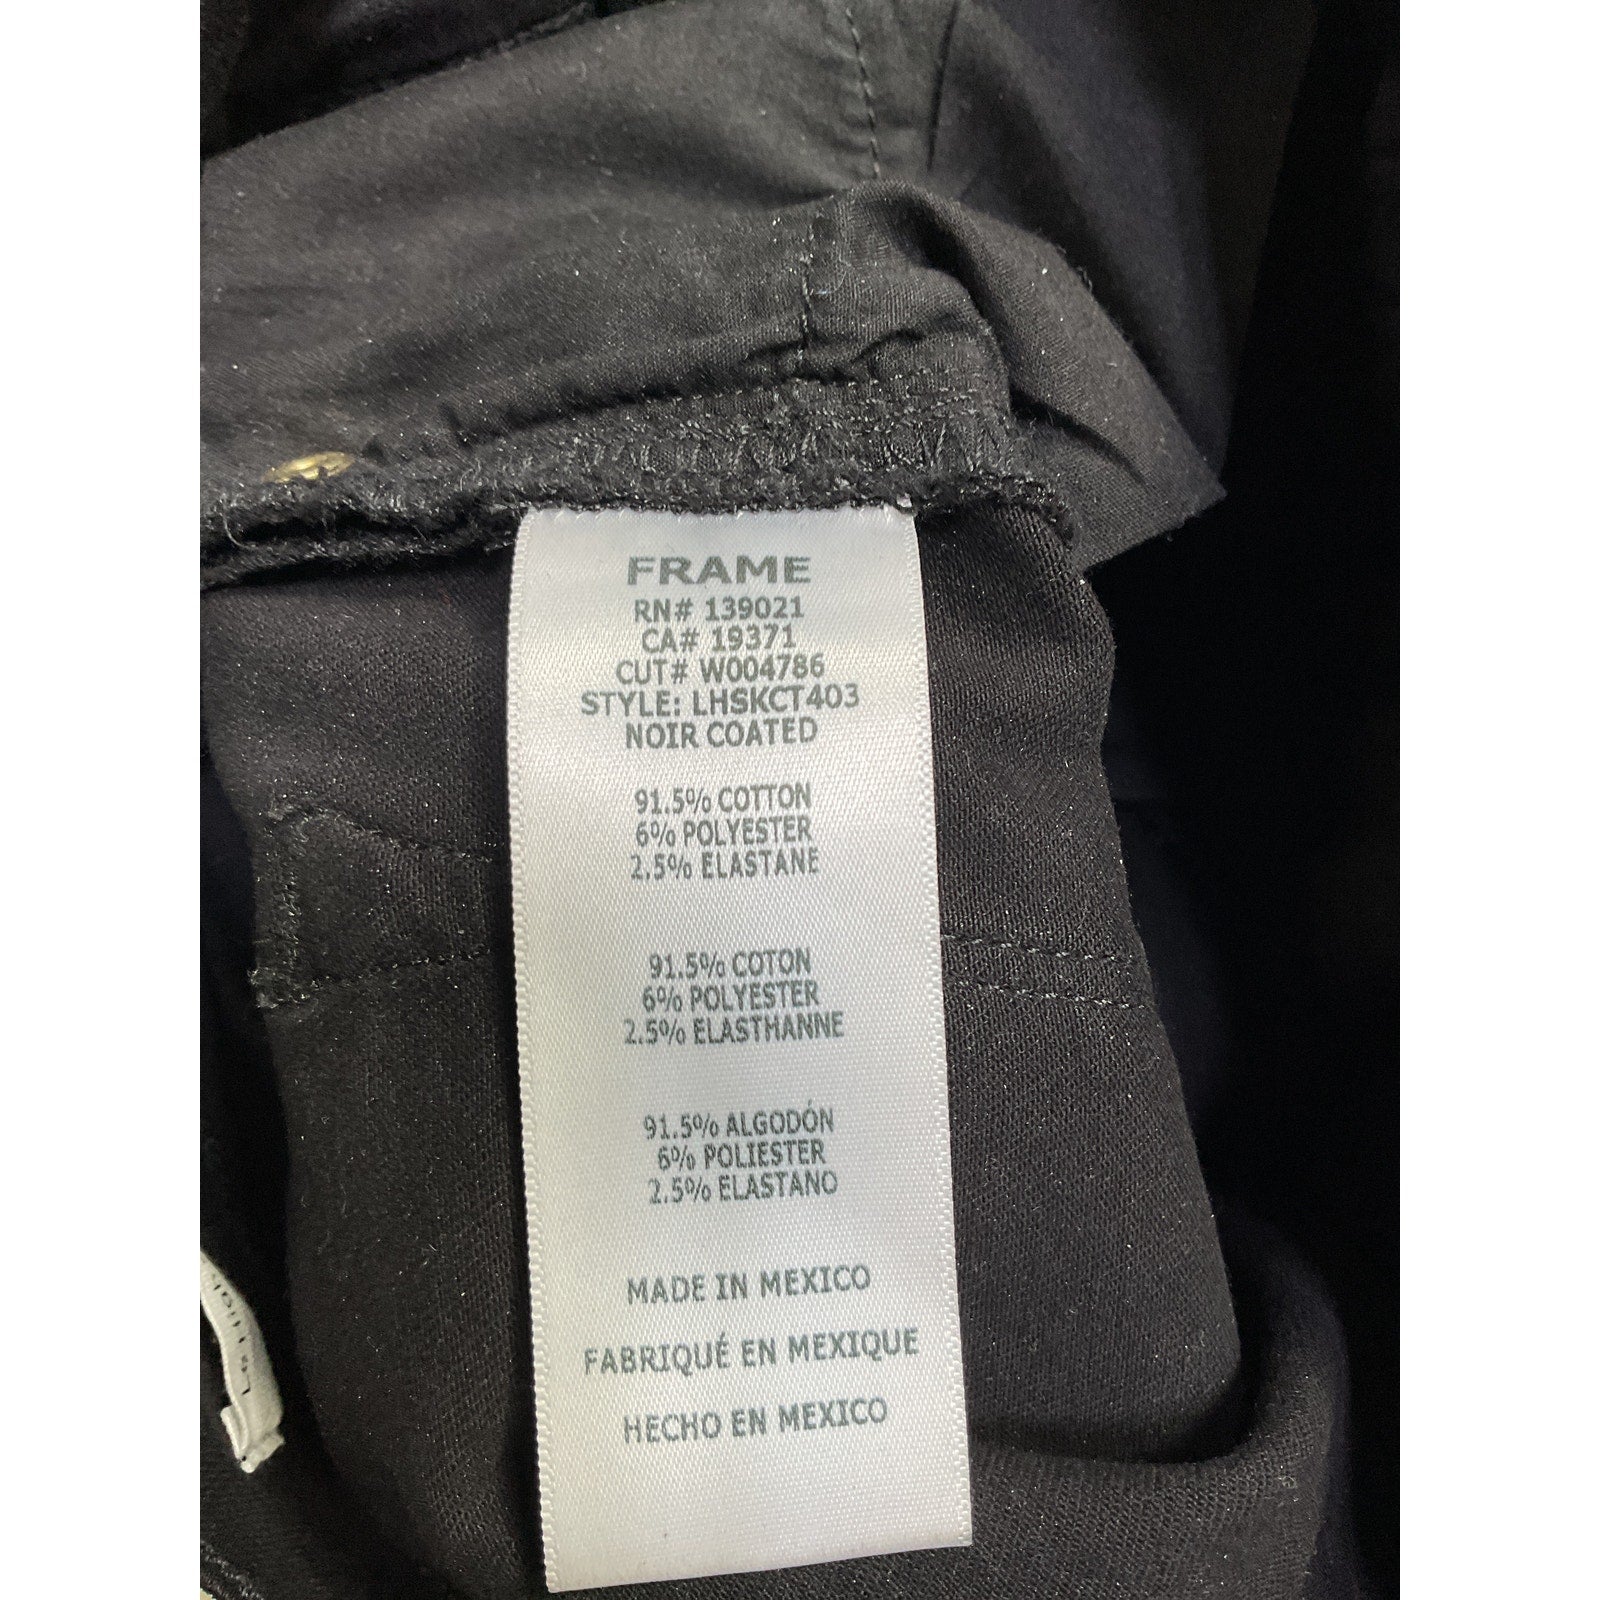 FRAME
RN# 139021
CA# 19371
CUT# W004786
STYLE: LHSKCT403
NOIR COATED
91.5% COTTON
6% POLYESTER
2.5% ELASTANE
91.5% COTON
6% POLYESTER
2.5% ELASTHANNE
91.5% ALGODÓN
6% POLIESTER
2.5% ELASTANO
MADE IN MEXICO
FABRIQUÉ EN MEXIQUE
HECHO EN MEXICO